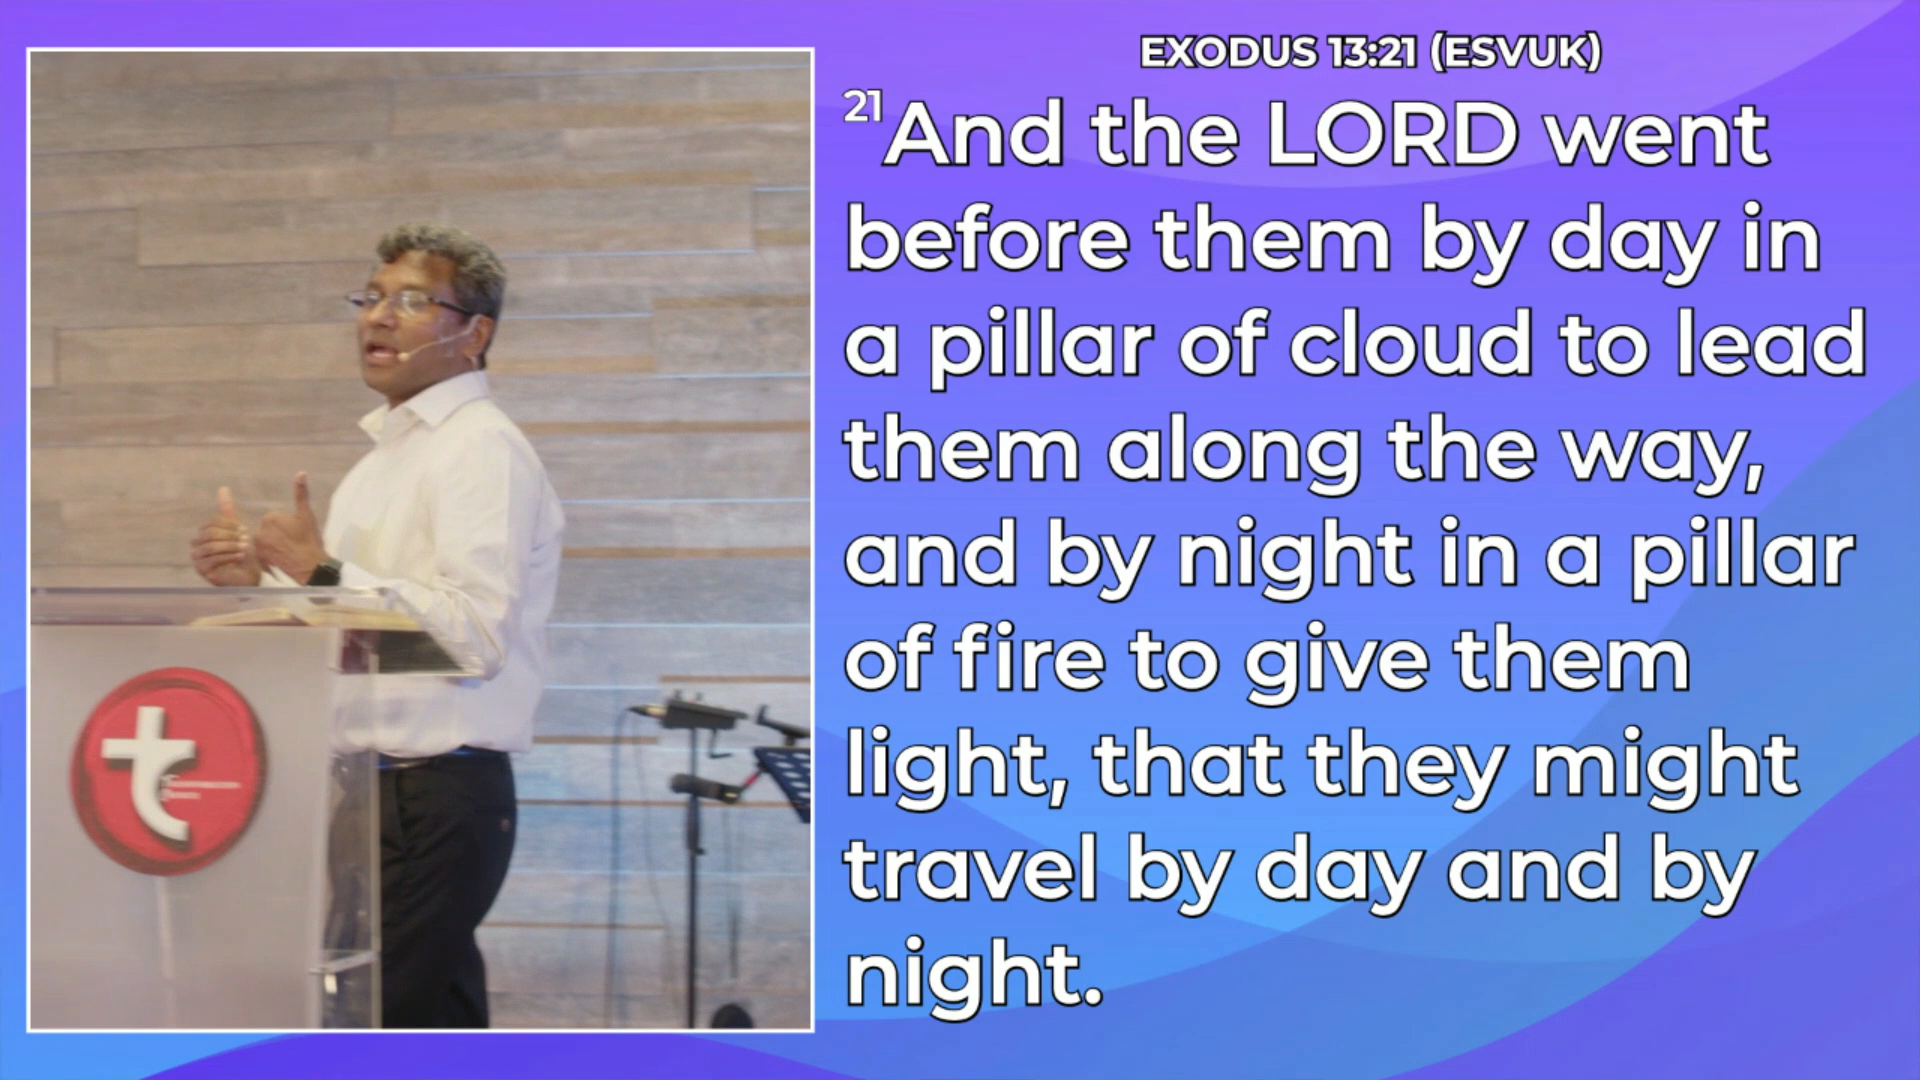 EXODUS 13:21 (ESVUK)
21 And the LORD went
before them by day in
a pillar of cloud to lead
them along the way,
and by night in a pillar
of fire to give them
light, that they might
travel by day and by
night.